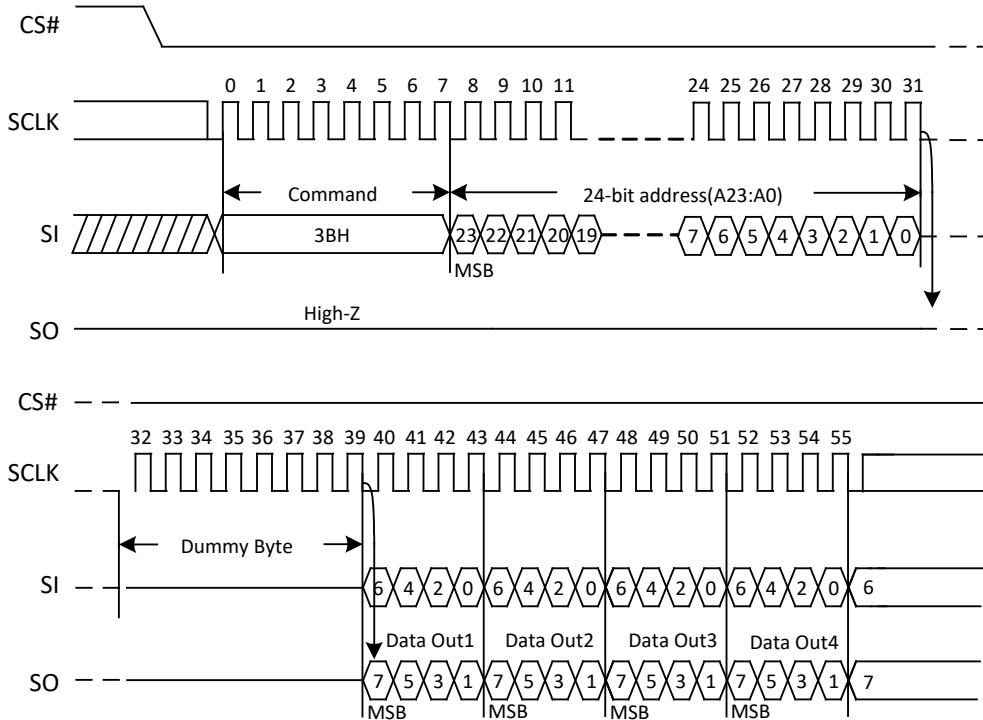 CS#
0 1 2 3 4 5 6 7 8 9 10 11 24 25 26 27 28 29 30 31
SCLK
Command 24-bit address(A23:A0)
SI 3BH 23 22 21 20 19 7 6 5 4 3 2 1 0
MSB
High-Z
SO
CS#
32 33 34 35 36 37 38 39 40 41 42 43 44 45 46 47 48 49 50 51 52 53 54 55
SCLK
Dummy Byte
SI 6 4 2 0 6 4 2 0 6 4 2 0 6 4 2 0 6
Data Out1 Data Out2 Data Out3 Data Out4
SO 7 5 3 1 7 5 3 1 7 5 3 1 7 5 3 1 7
MSB MSB MSB MSB